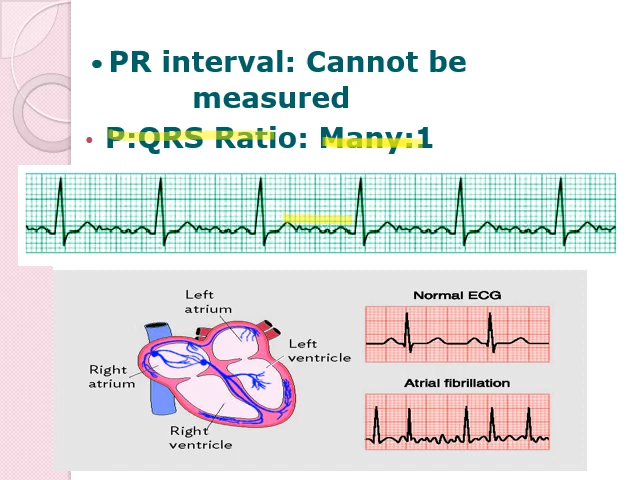 • PR interval: Cannot be
measured
• P:QRS Ratio: Many:1
Left
atrium
Left
ventricle
Right
atrium
Right
ventricle
Normal ECG
Atrial fibrillation